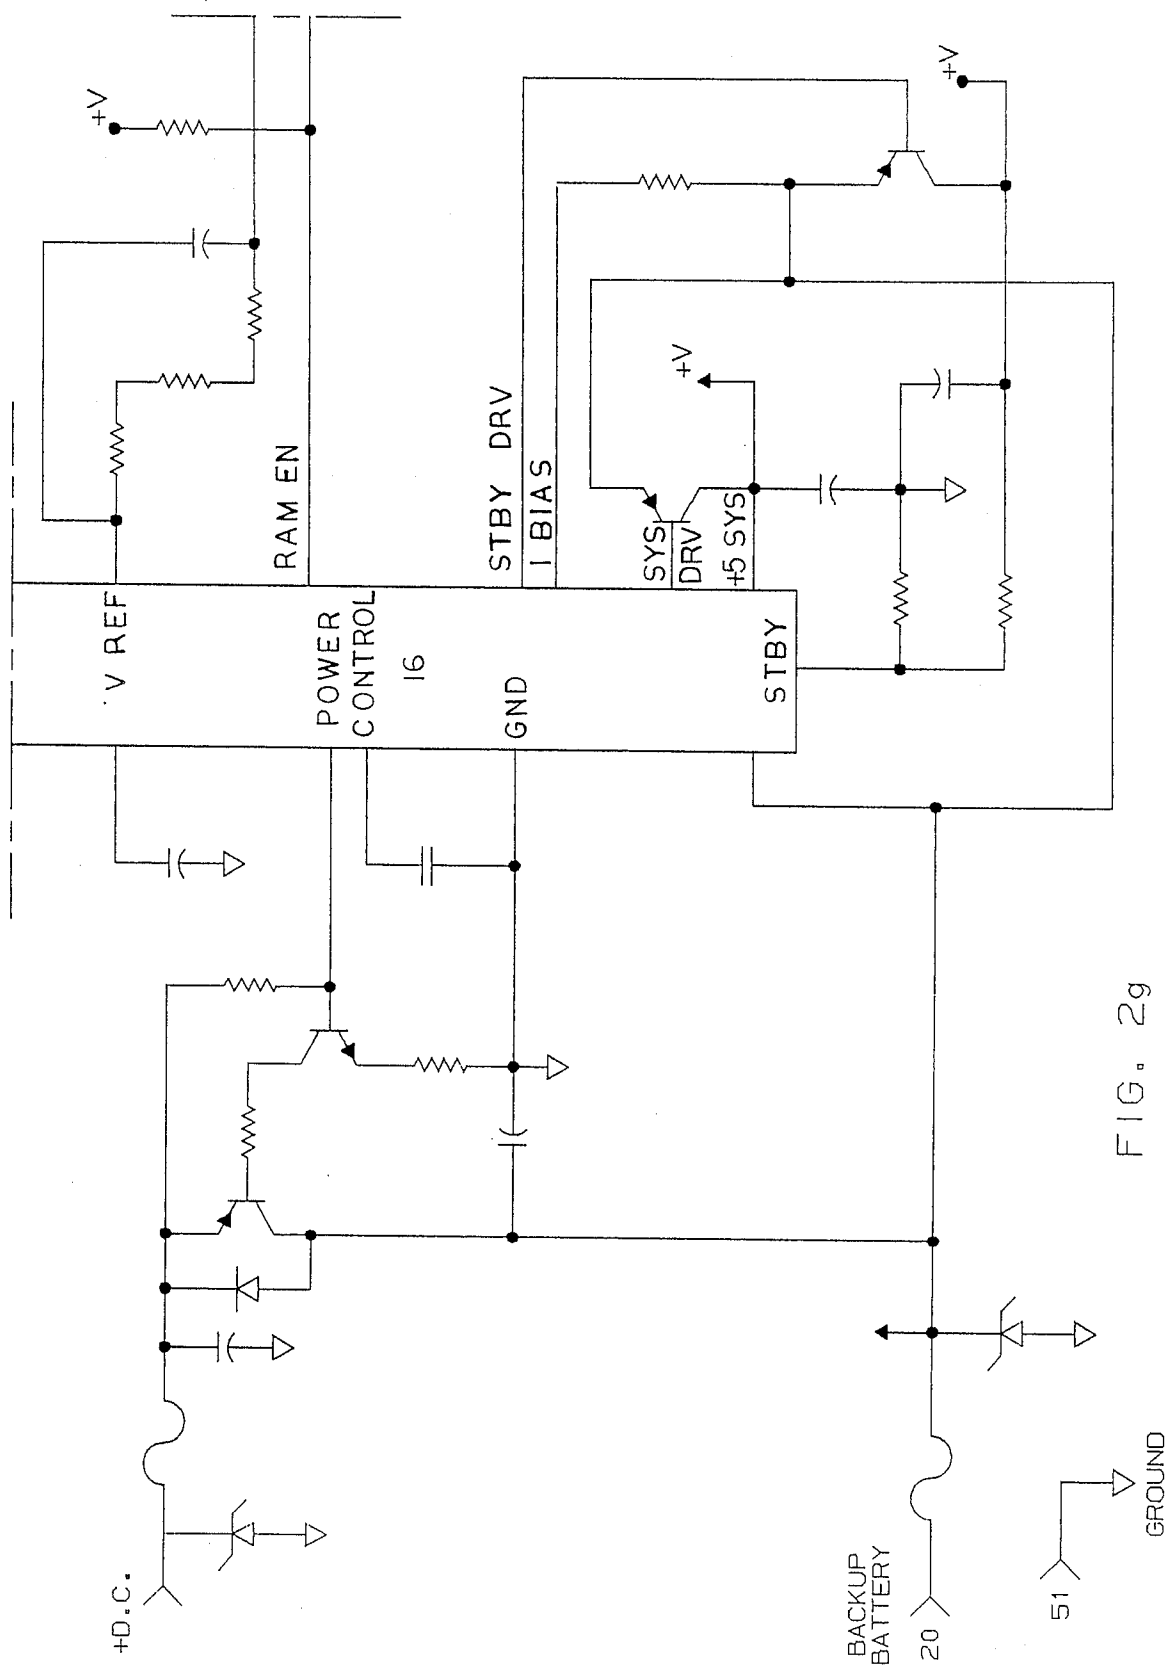 +D.C.
BACKUP
BATTERY
20
51
GROUND
V REF
POWER
CONTROL
16
GND
STBY
RAM EN
STBY DRV
I BIAS
SYS
DRV
+5 SYS
+V
+V
+V
FIG. 2g